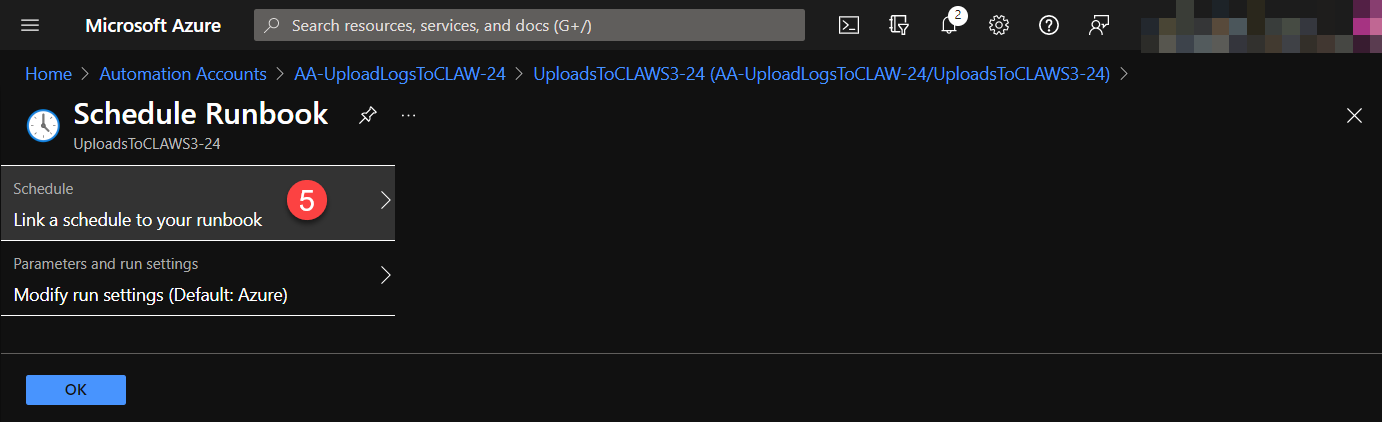 Microsoft Azure
Search resources, services, and docs (G+/)
2
Home > Automation Accounts > AA-UploadLogsToCLAW-24 > UploadsToCLAWS3-24 (AA-UploadLogsToCLAW-24/UploadsToCLAWS3-24) >
Schedule Runbook
UploadsToCLAWS3-24
Schedule
Link a schedule to your runbook
5
Parameters and run settings
Modify run settings (Default: Azure)
OK